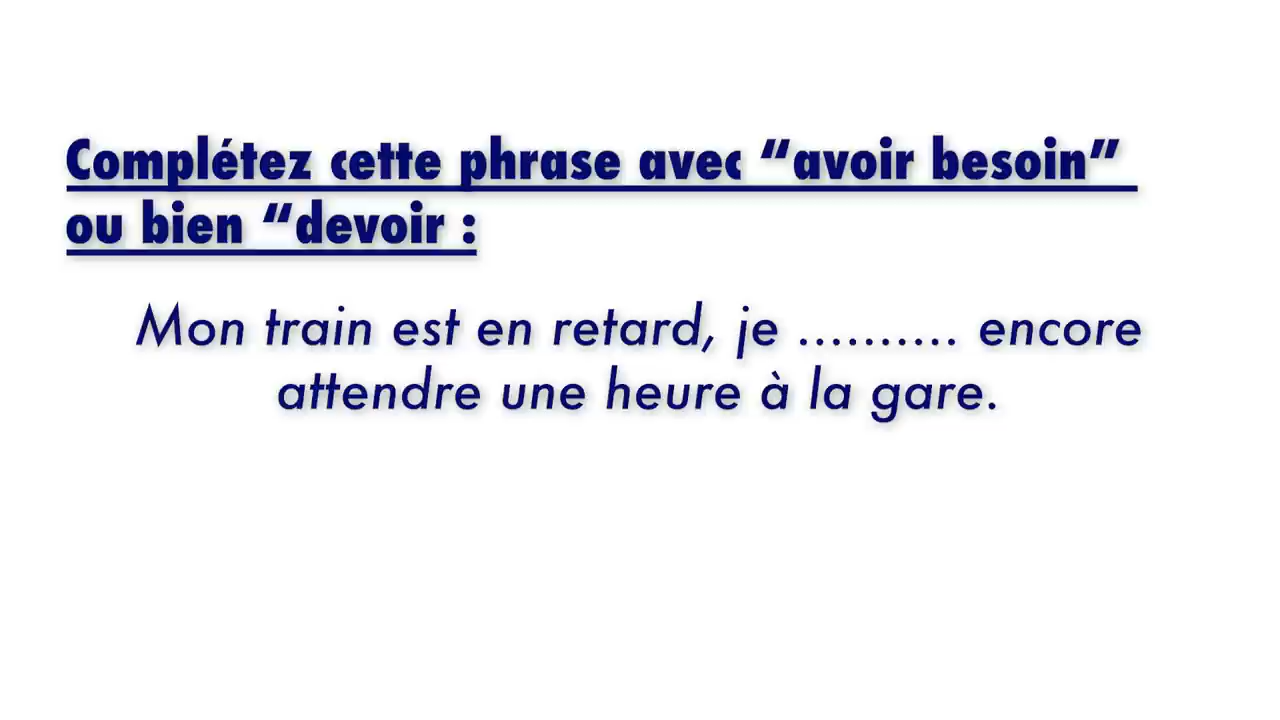 Complétez cette phrase avec “avoir besoin”
ou bien “devoir :
Mon train est en retard, je .......... encore
attendre une heure à la gare.